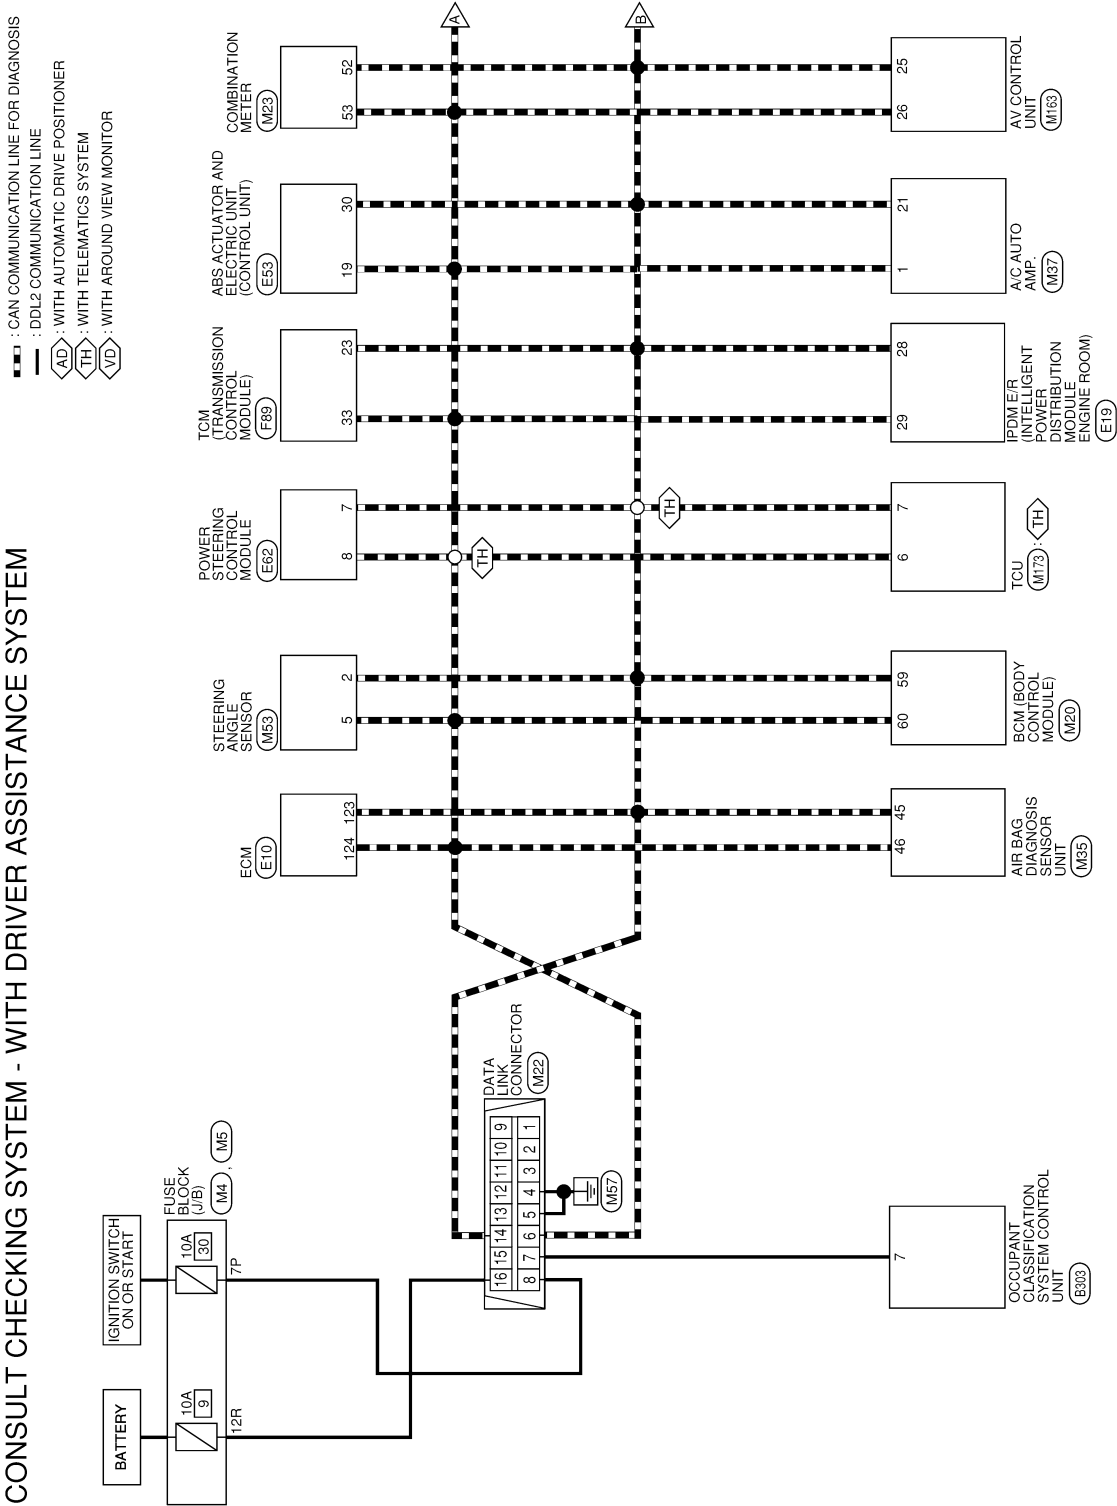 CONSULT CHECKING SYSTEM - WITH DRIVER ASSISTANCE SYSTEM
: CAN COMMUNICATION LINE FOR DIAGNOSIS
: DDL2 COMMUNICATION LINE
AD : WITH AUTOMATIC DRIVE POSITIONER
TH : WITH TELEMATICS SYSTEM
VD : WITH AROUND VIEW MONITOR
BATTERY
IGNITION SWITCH
ON OR START
10A
9
10A
30
FUSE
BLOCK
(J/B)
M4 , M5
12R
7P
ECM
E10
124 123
STEERING
ANGLE
SENSOR
M53
5 2
POWER
STEERING
CONTROL
MODULE
E62
8 7
TCM
(TRANSMISSION
CONTROL
MODULE)
F89
33 23
ABS ACTUATOR AND
ELECTRIC UNIT
(CONTROL UNIT)
E53
19 30
COMBINATION
METER
M23
53 52
A
TH
DATA
LINK
CONNECTOR
M22
16 15 14 13 12 11 10 9
8 7 6 5 4 3 2 1
M57
B
TH
7
OCCUPANT
CLASSIFICATION
SYSTEM CONTROL
UNIT
B303
46 45
AIR BAG
DIAGNOSIS
SENSOR
UNIT
M35
60 59
BCM (BODY
CONTROL
MODULE)
M20
6 7
TCU
M173 : TH
29 28
IPDM E/R
(INTELLIGENT
POWER
DISTRIBUTION
MODULE
ENGINE ROOM)
E19
1 21
A/C AUTO
AMP.
M37
26 25
AV CONTROL
UNIT
M163